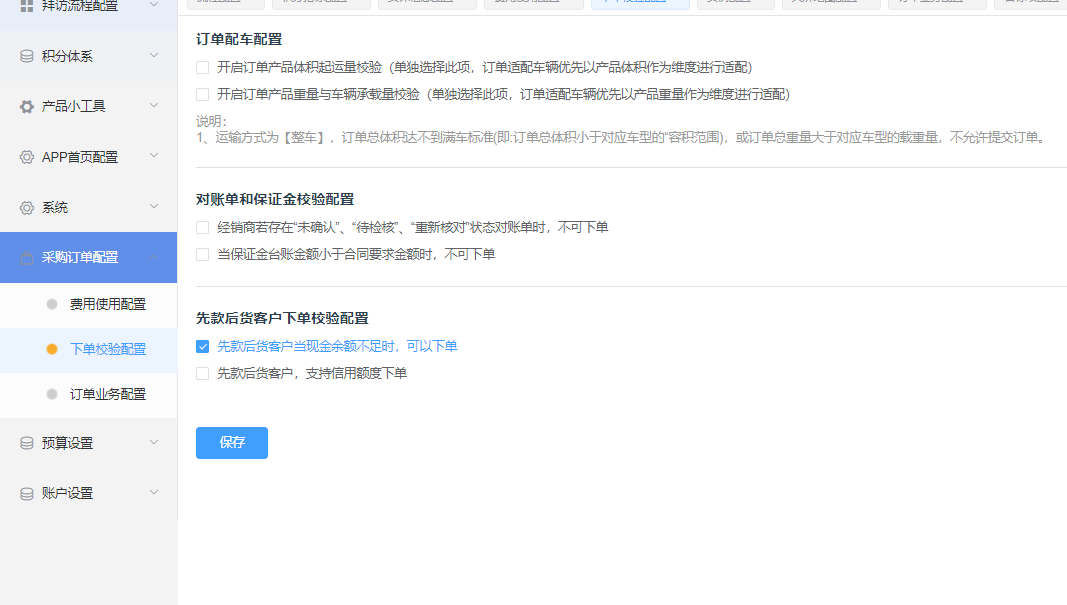 拜访流程配置
积分体系
产品小工具
APP首页配置
系统
采购订单配置
费用使用配置
下单校验配置
订单业务配置
预算设置
账户设置
订单配车配置
开启订单产品体积起运量校验（单独选择此项，订单适配车辆优先以产品体积作为维度进行适配）
开启订单产品重量与车辆承载量校验（单独选择此项，订单适配车辆优先以产品重量作为维度进行适配）
说明：
1、运输方式为【整车】，订单总体积达不到满车标准(即:订单总体积小于对应车型的"容积范围)，或订单总重量大于对应车型的载重量，不允许提交订单。
对账单和保证金校验配置
经销商若存在“未确认”、“待检核”、“重新核对”状态对账单时，不可下单
当保证金台账金额小于合同要求金额时，不可下单
先款后货客户下单校验配置
先款后货客户当现金余额不足时，可以下单
先款后货客户，支持信用额度下单
保存